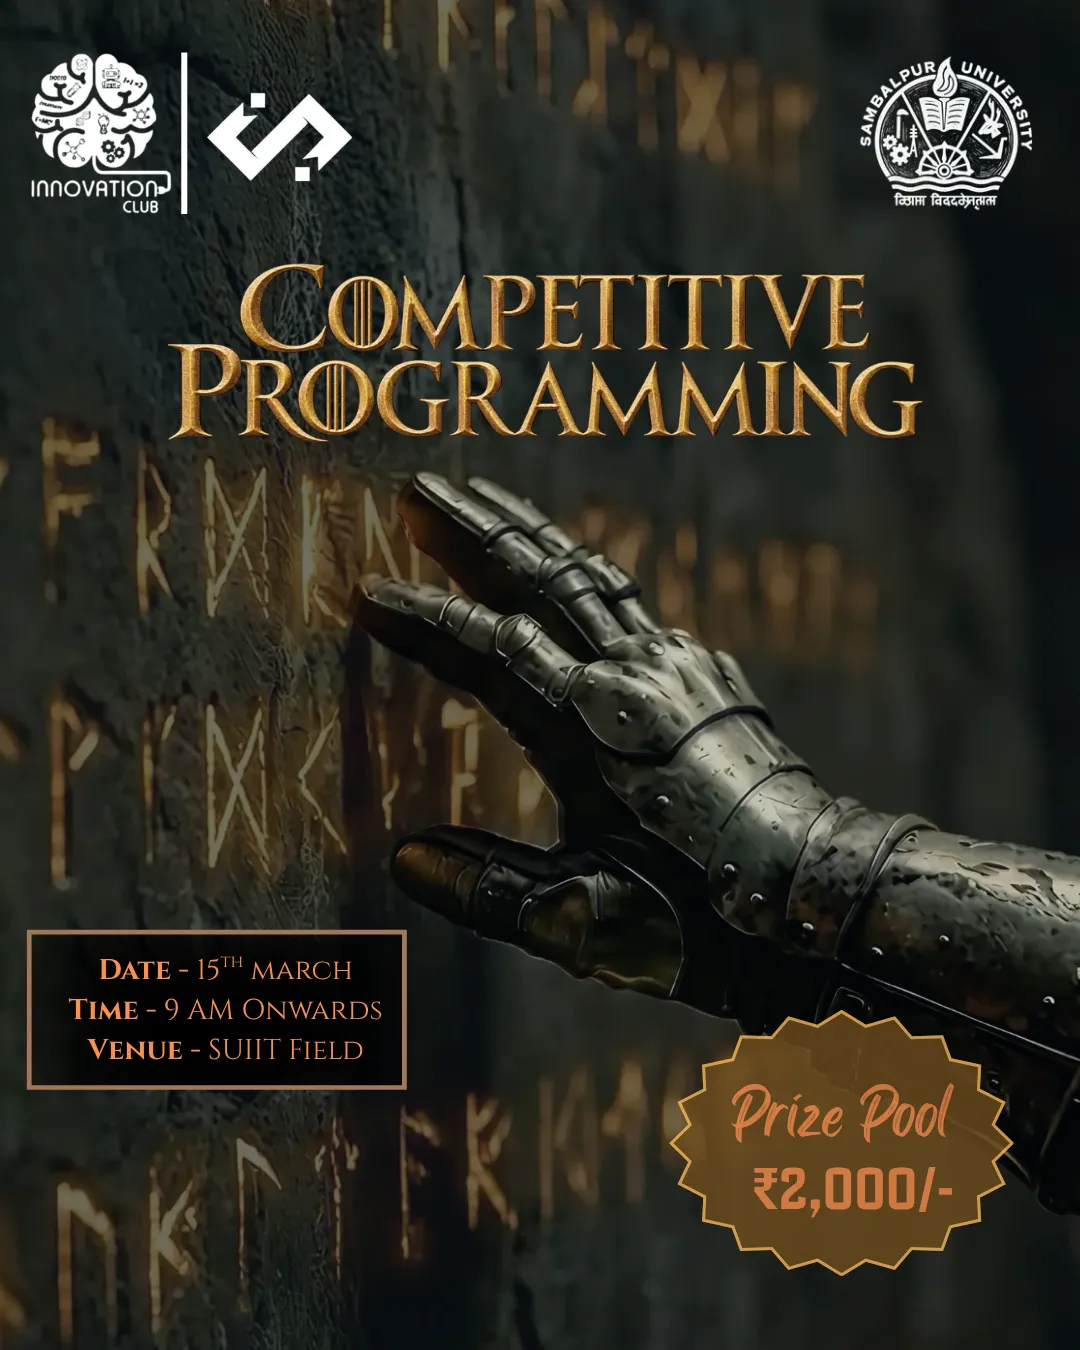 INNOVATION
CLUB
SAMBALPUR UNIVERSITY
COMPETITIVE
PROGRAMMING
DATE - 15TH MARCH
TIME - 9 AM ONWARDS
VENUE - SUIIT FIELD
Prize Pool
₹2,000/-